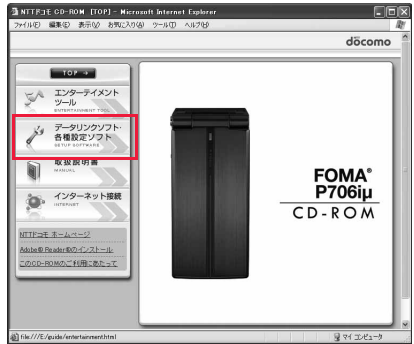 NTTドコモ CD-ROM [TOP] - Microsoft Internet Explorer
ファイル(F) 編集(E) 表示(V) お気に入り(A) ツール(T) ヘルプ(H)
döcomo
TOP →
エンターテイメント
ツール
ENTERTAINMENT TOOL
データリンクソフト・
各種設定ソフト
SETUP SOFTWARE
取扱説明書
MANUAL
インターネット接続
INTERNET
FOMA®
P706iμ
CD-ROM
NTTドコモ ホームページ
Adobe® Reader®のインストール
このCD-ROMのご利用にあたって
file:///E:/guide/entertainment.html
マイ コンピュータ